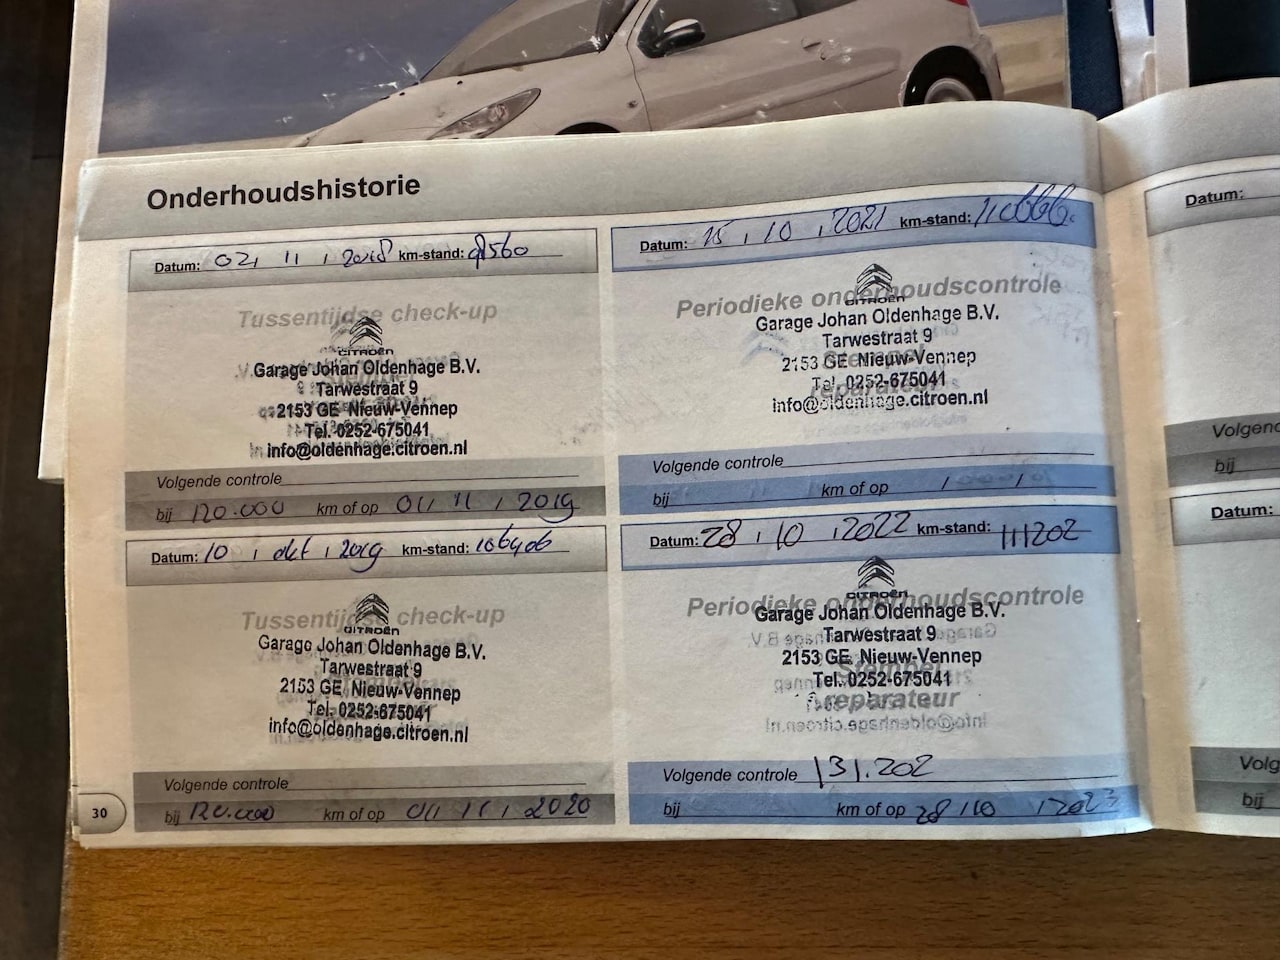 Onderhoudshistorie
Datum: 02, 11, 2018 km-stand:
Tussentijdse check-up
CITROËN
Garage Johan Oldenhage B.V.
Tarwestraat 9
2153 GE Nieuw-Vennep
Tel. 0252-675041
info@oldenhage.citroen.nl
Volgende controle
bij 120.000 km of op 01, 11, 2019
Datum: 10, okt, 2019 km-stand: 106406
Tussentijdse check-up
CITROËN
Garage Johan Oldenhage B.V.
Tarwestraat 9
2153 GE Nieuw-Vennep
Tel. 0252-675041
info@oldenhage.citroen.nl
Volgende controle
bij 120.000 km of op 01, 11, 2020
30
Datum: 15, 10, 2021 km-stand:
Periodieke onderhoudscontrole
CITROËN
Garage Johan Oldenhage B.V.
Tarwestraat 9
2153 GE Nieuw-Vennep
Stempel
Tel. 0252-675041
reparateur
info@oldenhage.citroen.nl
Volgende controle
bij km of op
Datum: 28, 10, 2022 km-stand: 111202
Periodieke onderhoudscontrole
CITROËN
Garage Johan Oldenhage B.V.
Tarwestraat 9
2153 GE Nieuw-Vennep
Stempel
Tel. 0252-675041
reparateur
Volgende controle 131.202
bij km of op 28, 10, 2023
Datum:
bij
Datum:
bij